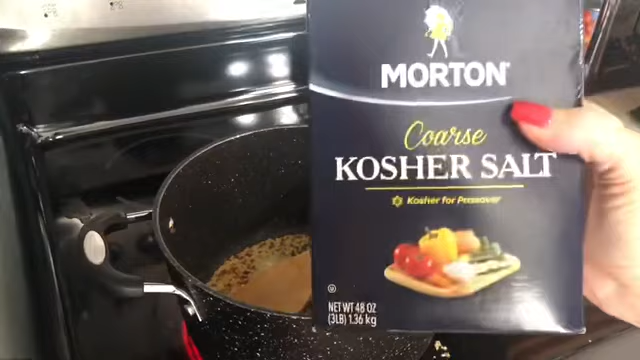 MORTON®
Coarse
KOSHER SALT
Kosher for Passover
U
NET WT 48 OZ
(3LB) 1.36 kg